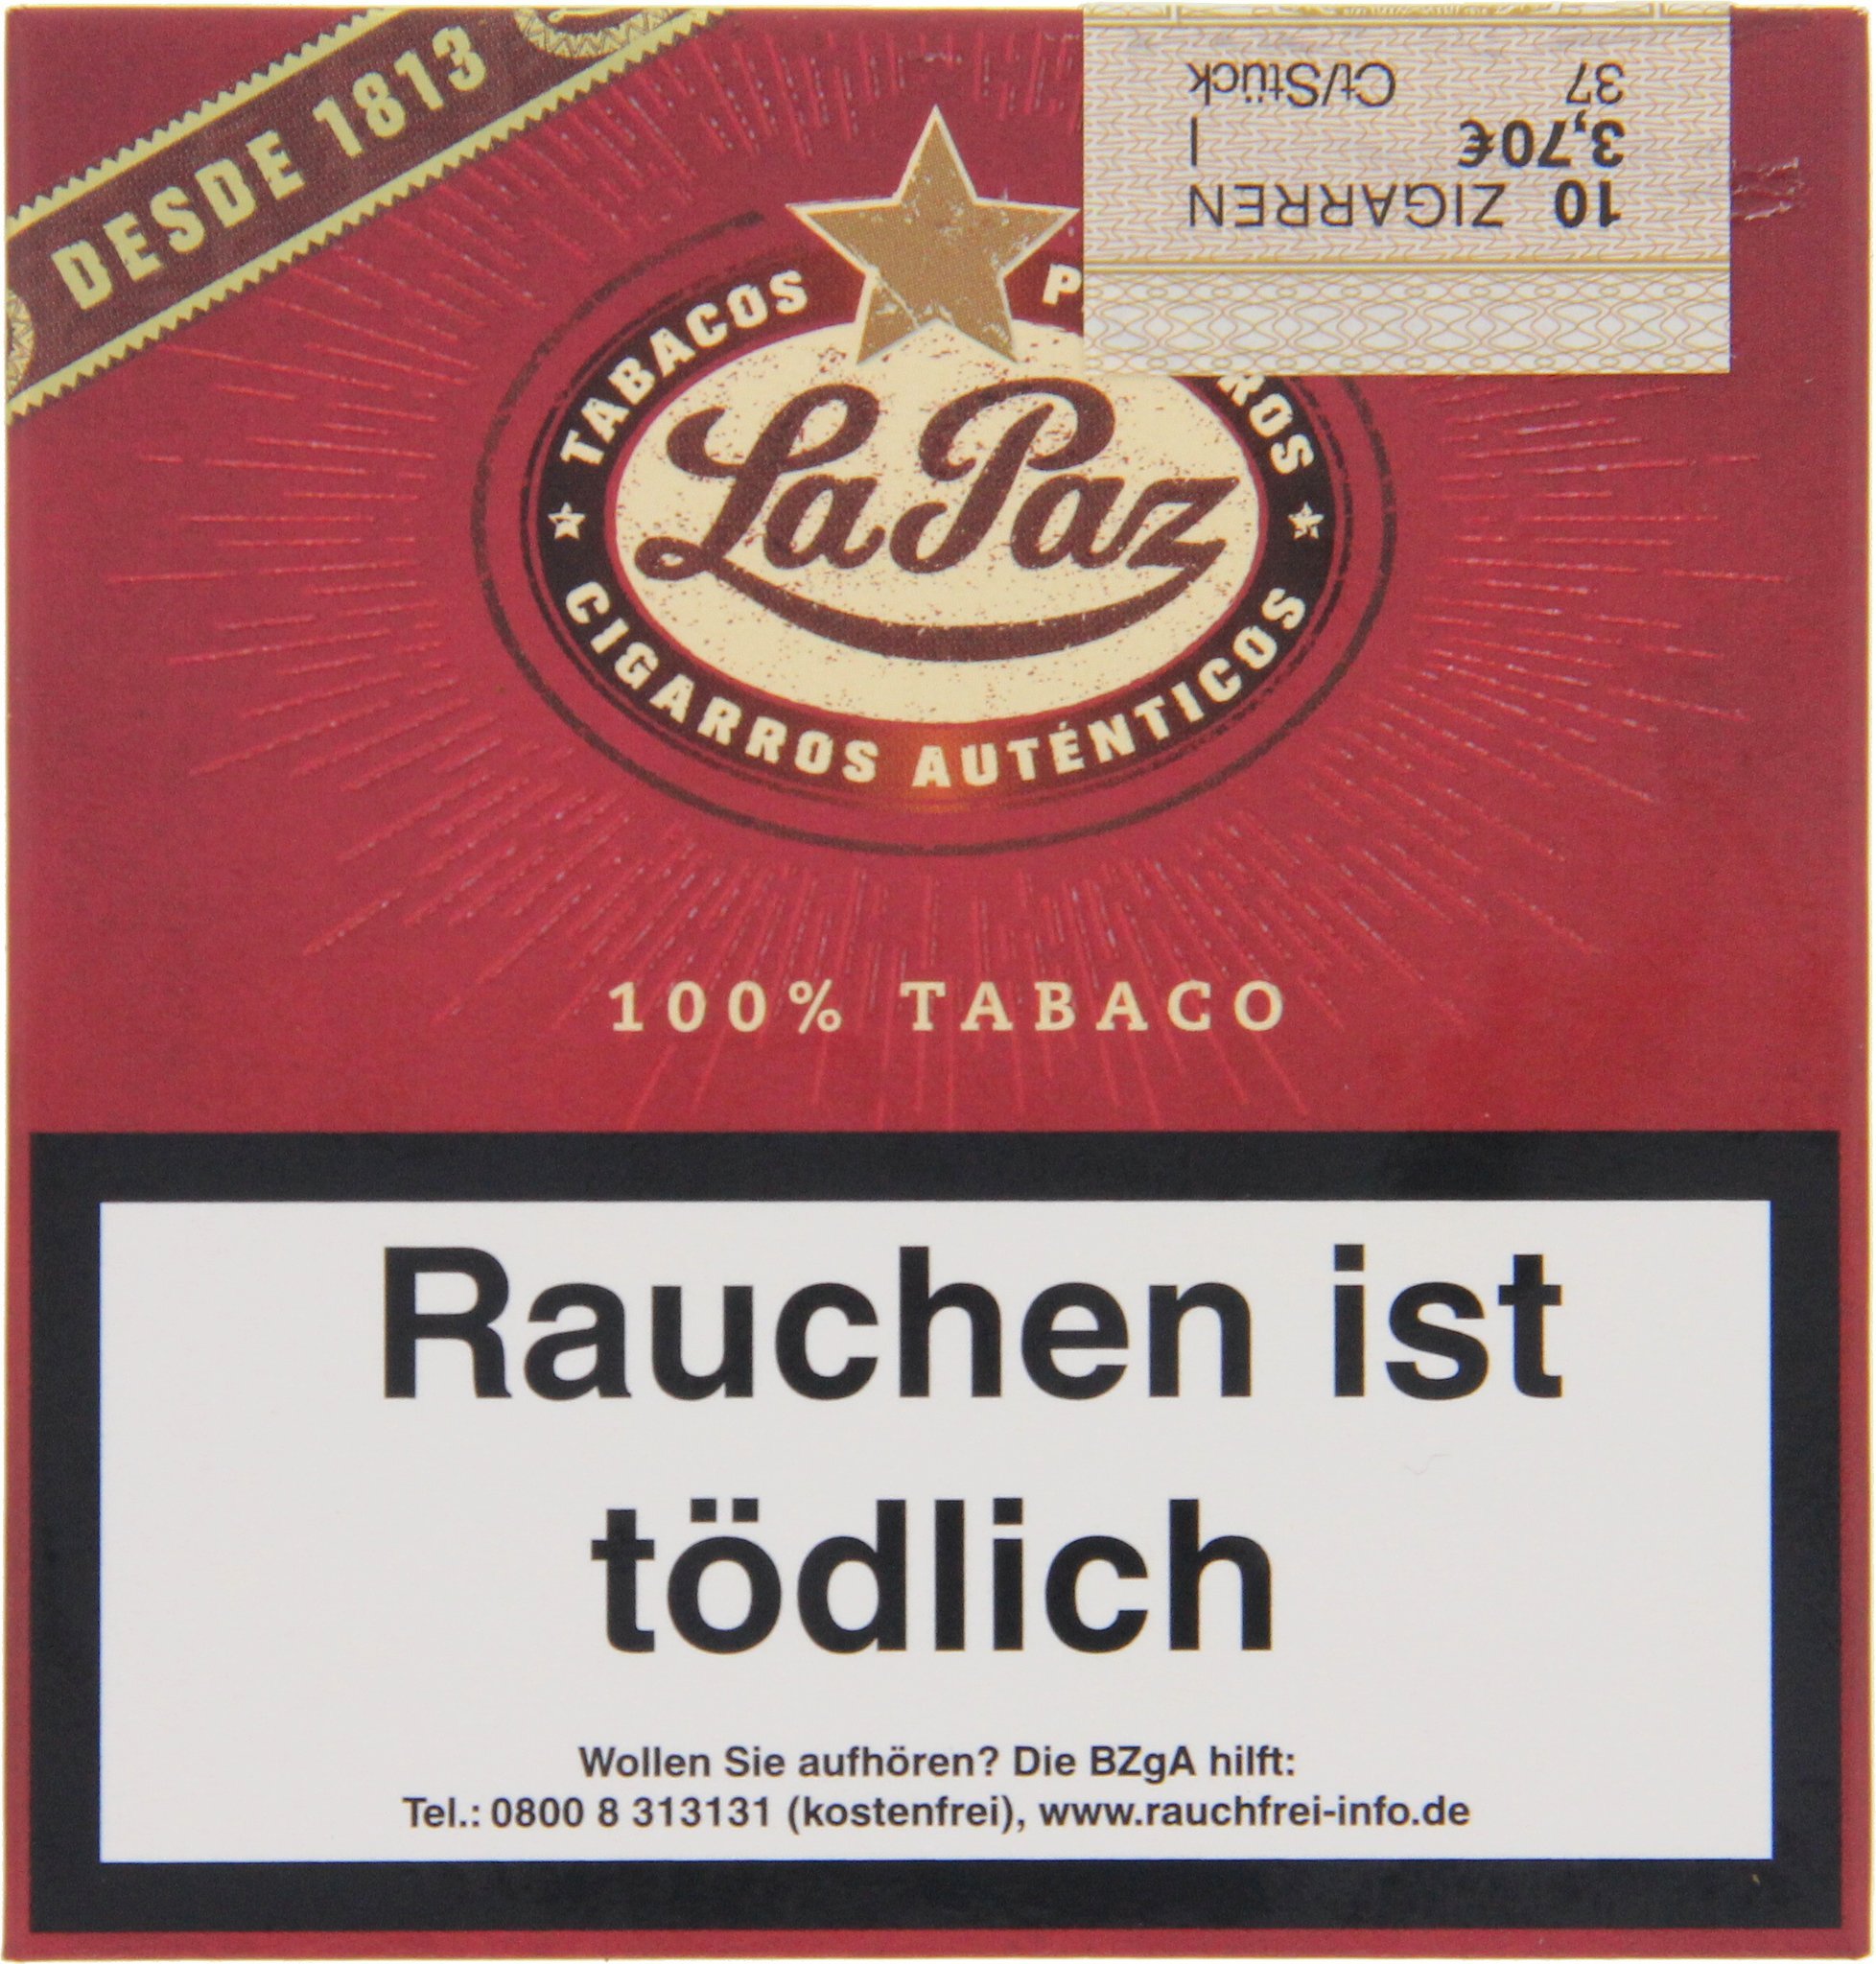 DESDE 1813
10 ZIGARREN
3,70€ I
37 Ct/Stück
TABACOS
La Paz
CIGARROS AUTÉNTICOS
100% TABACO
Rauchen ist
tödlich
Wollen Sie aufhören? Die BZgA hilft:
Tel.: 0800 8 313131 (kostenfrei), www.rauchfrei-info.de